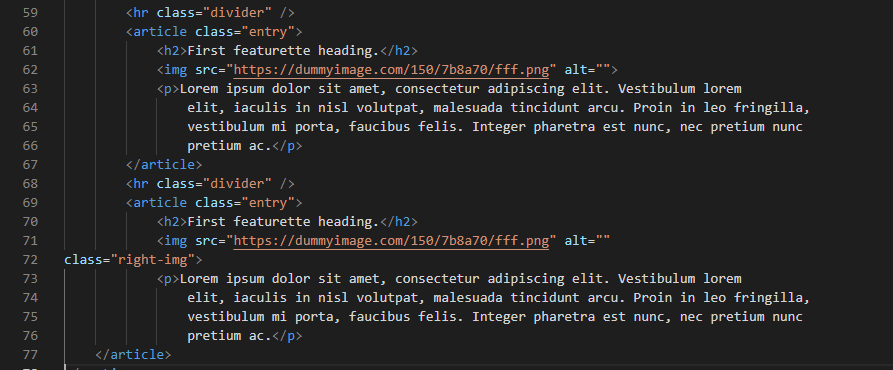 59 <hr class="divider" />
60 <article class="entry">
61 <h2>First featurette heading.</h2>
62 <img src="https://dummyimage.com/150/7b8a70/fff.png" alt="">
63 <p>Lorem ipsum dolor sit amet, consectetur adipiscing elit. Vestibulum lorem
64 elit, iaculis in nisl volutpat, malesuada tincidunt arcu. Proin in leo fringilla,
65 vestibulum mi porta, faucibus felis. Integer pharetra est nunc, nec pretium nunc
66 pretium ac.</p>
67 </article>
68 <hr class="divider" />
69 <article class="entry">
70 <h2>First featurette heading.</h2>
71 <img src="https://dummyimage.com/150/7b8a70/fff.png" alt=""
72 class="right-img">
73 <p>Lorem ipsum dolor sit amet, consectetur adipiscing elit. Vestibulum lorem
74 elit, iaculis in nisl volutpat, malesuada tincidunt arcu. Proin in leo fringilla,
75 vestibulum mi porta, faucibus felis. Integer pharetra est nunc, nec pretium nunc
76 pretium ac.</p>
77 </article>